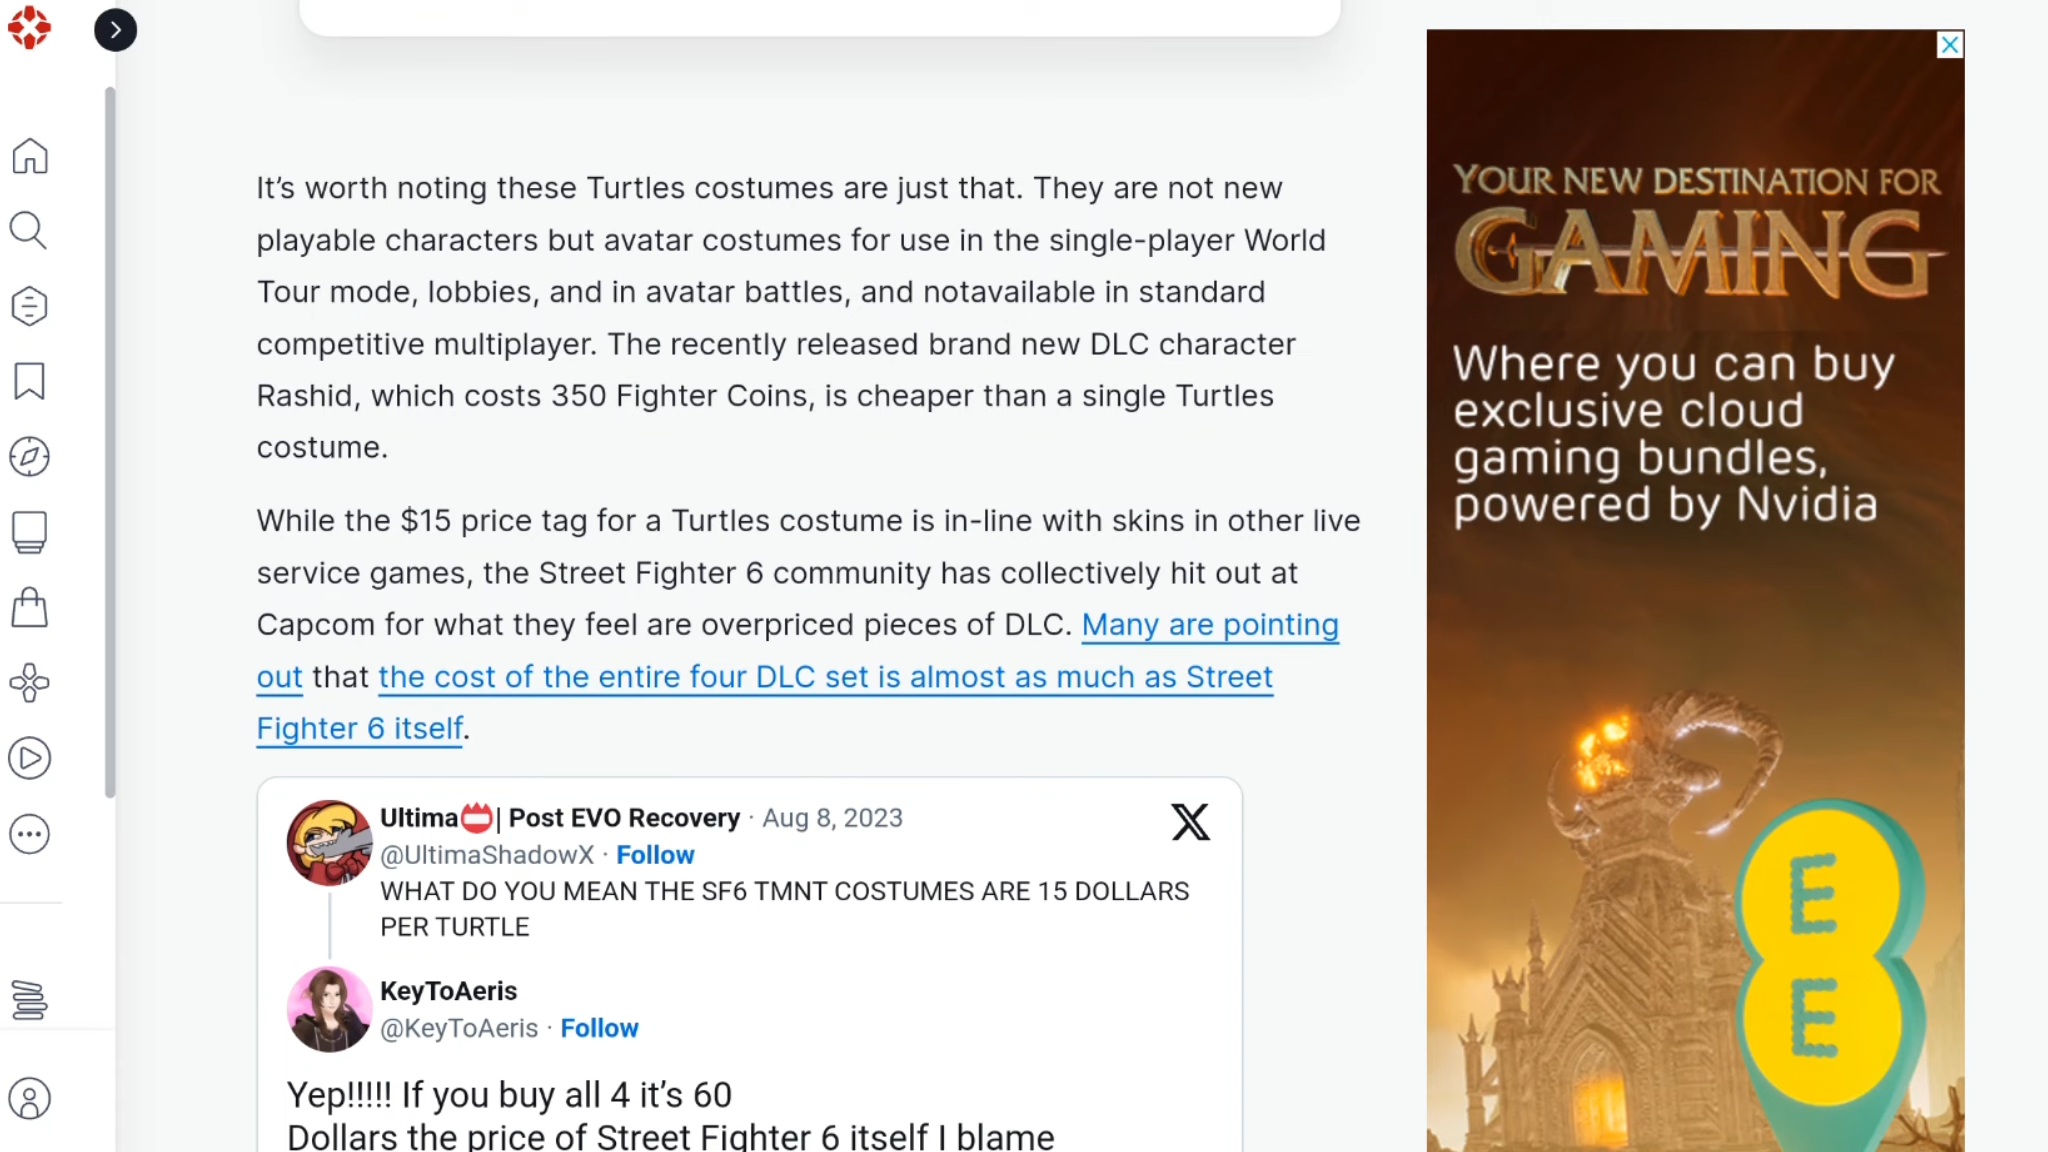 It’s worth noting these Turtles costumes are just that. They are not new
playable characters but avatar costumes for use in the single-player World
Tour mode, lobbies, and in avatar battles, and notavailable in standard
competitive multiplayer. The recently released brand new DLC character
Rashid, which costs 350 Fighter Coins, is cheaper than a single Turtles
costume.
While the $15 price tag for a Turtles costume is in-line with skins in other live
service games, the Street Fighter 6 community has collectively hit out at
Capcom for what they feel are overpriced pieces of DLC. Many are pointing
out that the cost of the entire four DLC set is almost as much as Street
Fighter 6 itself.
Ultima📛| Post EVO Recovery · Aug 8, 2023
@UltimaShadowX · Follow
WHAT DO YOU MEAN THE SF6 TMNT COSTUMES ARE 15 DOLLARS
PER TURTLE
KeyToAeris
@KeyToAeris · Follow
Yep!!!!! If you buy all 4 it’s 60
Dollars the price of Street Fighter 6 itself I blame
YOUR NEW DESTINATION FOR
GAMING
Where you can buy
exclusive cloud
gaming bundles,
powered by Nvidia
E
E